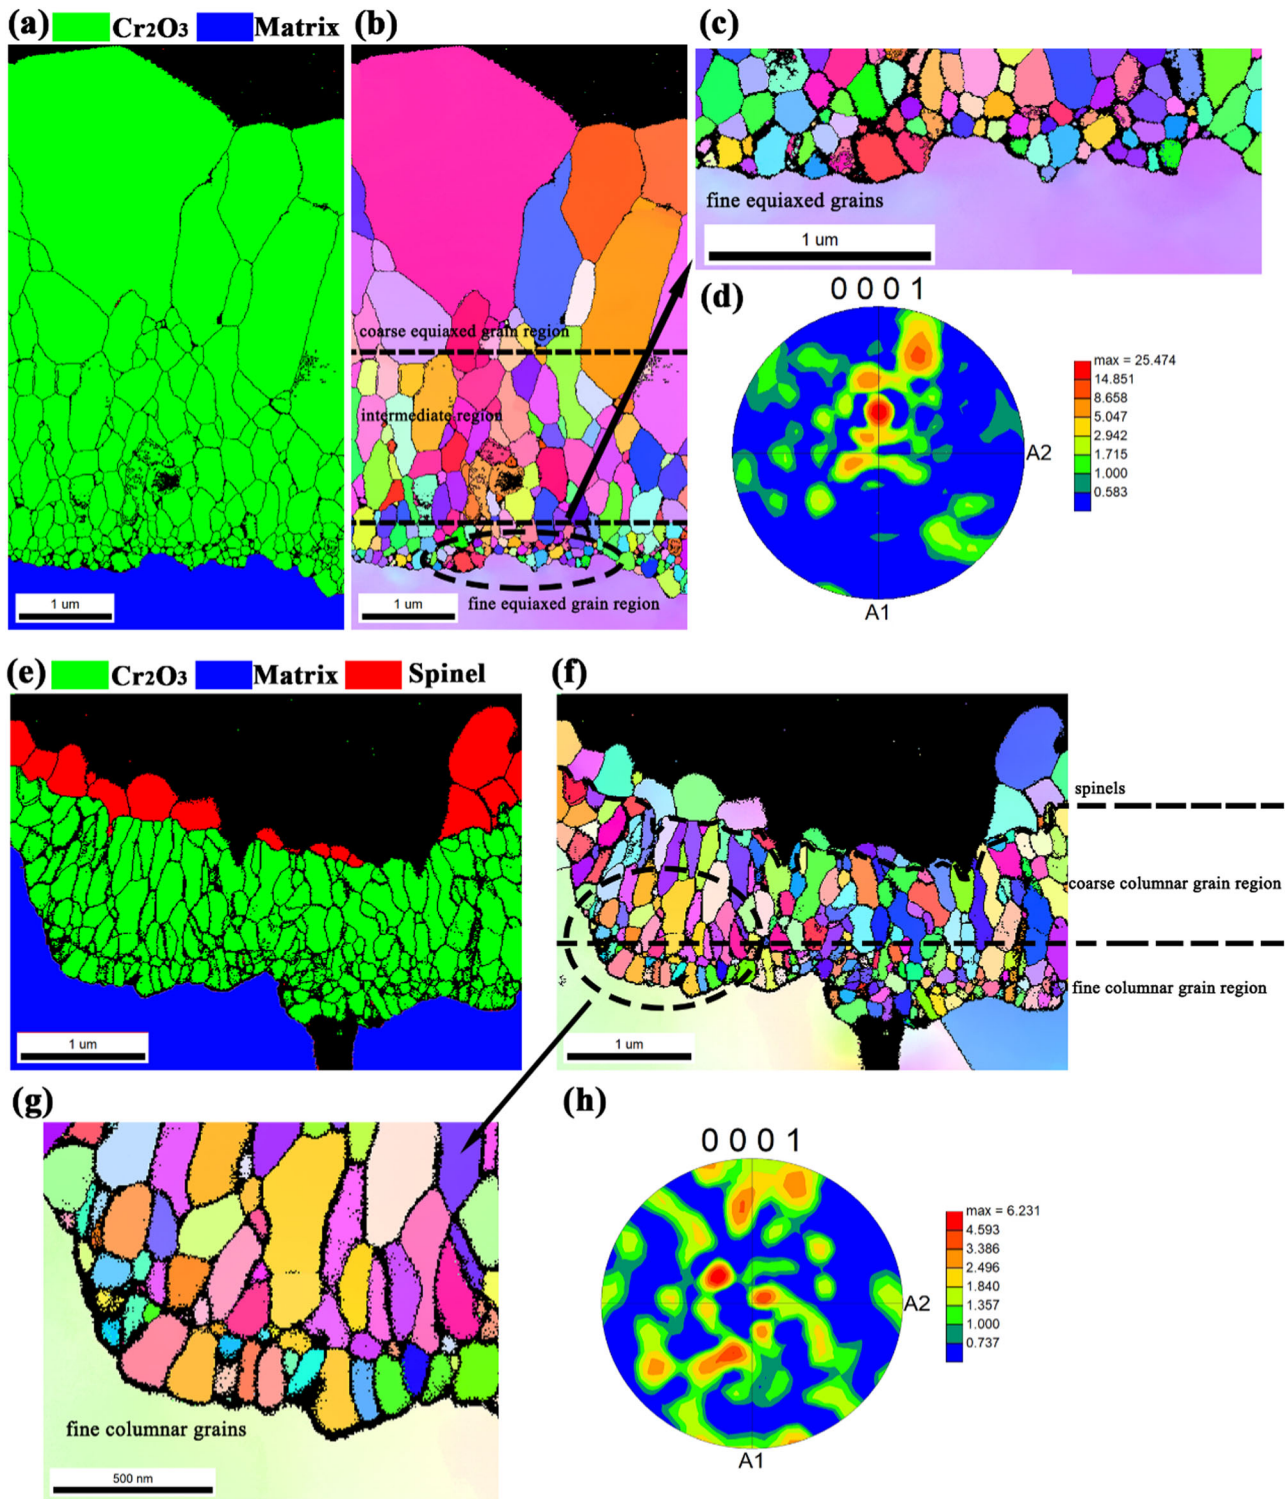 (a) Cr2O3 Matrix
(b)
(c)
coarse equiaxed grain region
intermediate region
1 um
1 um
fine equiaxed grain region
fine equiaxed grains
1 um
(d)
0 0 0 1
A2
A1
max = 25.474
14.851
8.658
5.047
2.942
1.715
1.000
0.583
(e) Cr2O3 Matrix Spinel
(f)
1 um
1 um
spinels
coarse columnar grain region
fine columnar grain region
(g)
fine columnar grains
500 nm
(h)
0 0 0 1
A2
A1
max = 6.231
4.593
3.386
2.496
1.840
1.357
1.000
0.737